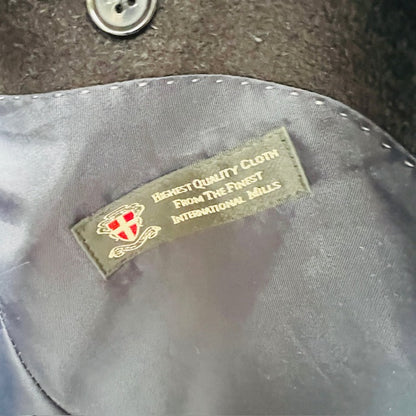 Highest Quality Cloth
From The Finest
International Mills